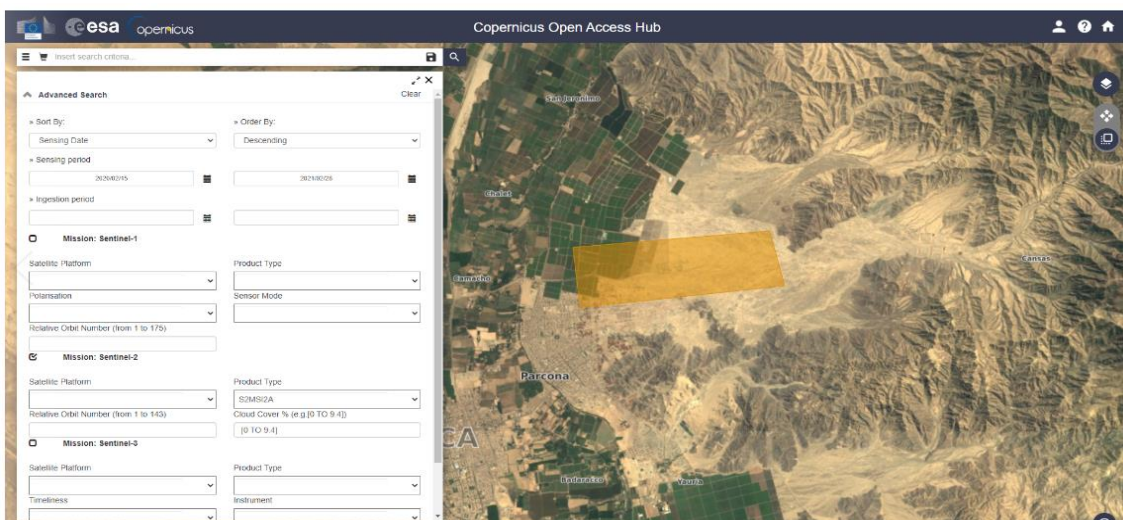 esa opernicus Copernicus Open Access Hub
Insert search criteria...
Advanced Search Clear
» Sort By: » Order By:
Sensing Date Descending
» Sensing period
2020/02/15 2021/02/28
» Ingestion period
Mission: Sentinel-1
Satellite Platform Product Type
Polarisation Sensor Mode
Relative Orbit Number (from 1 to 175)
Mission: Sentinel-2
Satellite Platform Product Type
S2MSI2A
Relative Orbit Number (from 1 to 143) Cloud Cover % (e.g.[0 TO 9.4])
[0 TO 9.4]
Mission: Sentinel-3
Satellite Platform Product Type
Timeliness Instrument
San Jeronimo
Chalet
Camacho
Cansas
Parcona
CA
Yauria